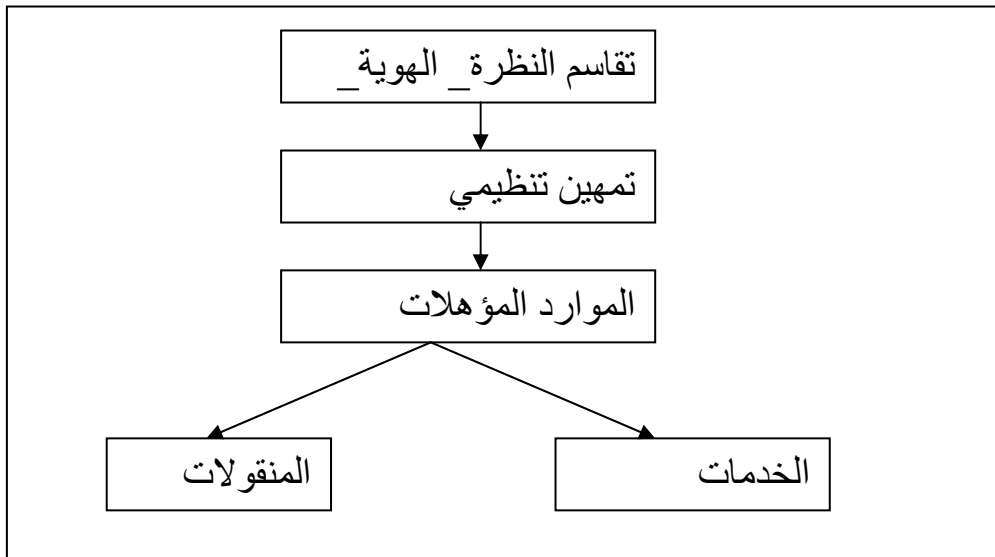 تقاسم النظرة_ الهوية_
تمهين تنظيمي
الموارد المؤهلات
الخدمات
المنقولات